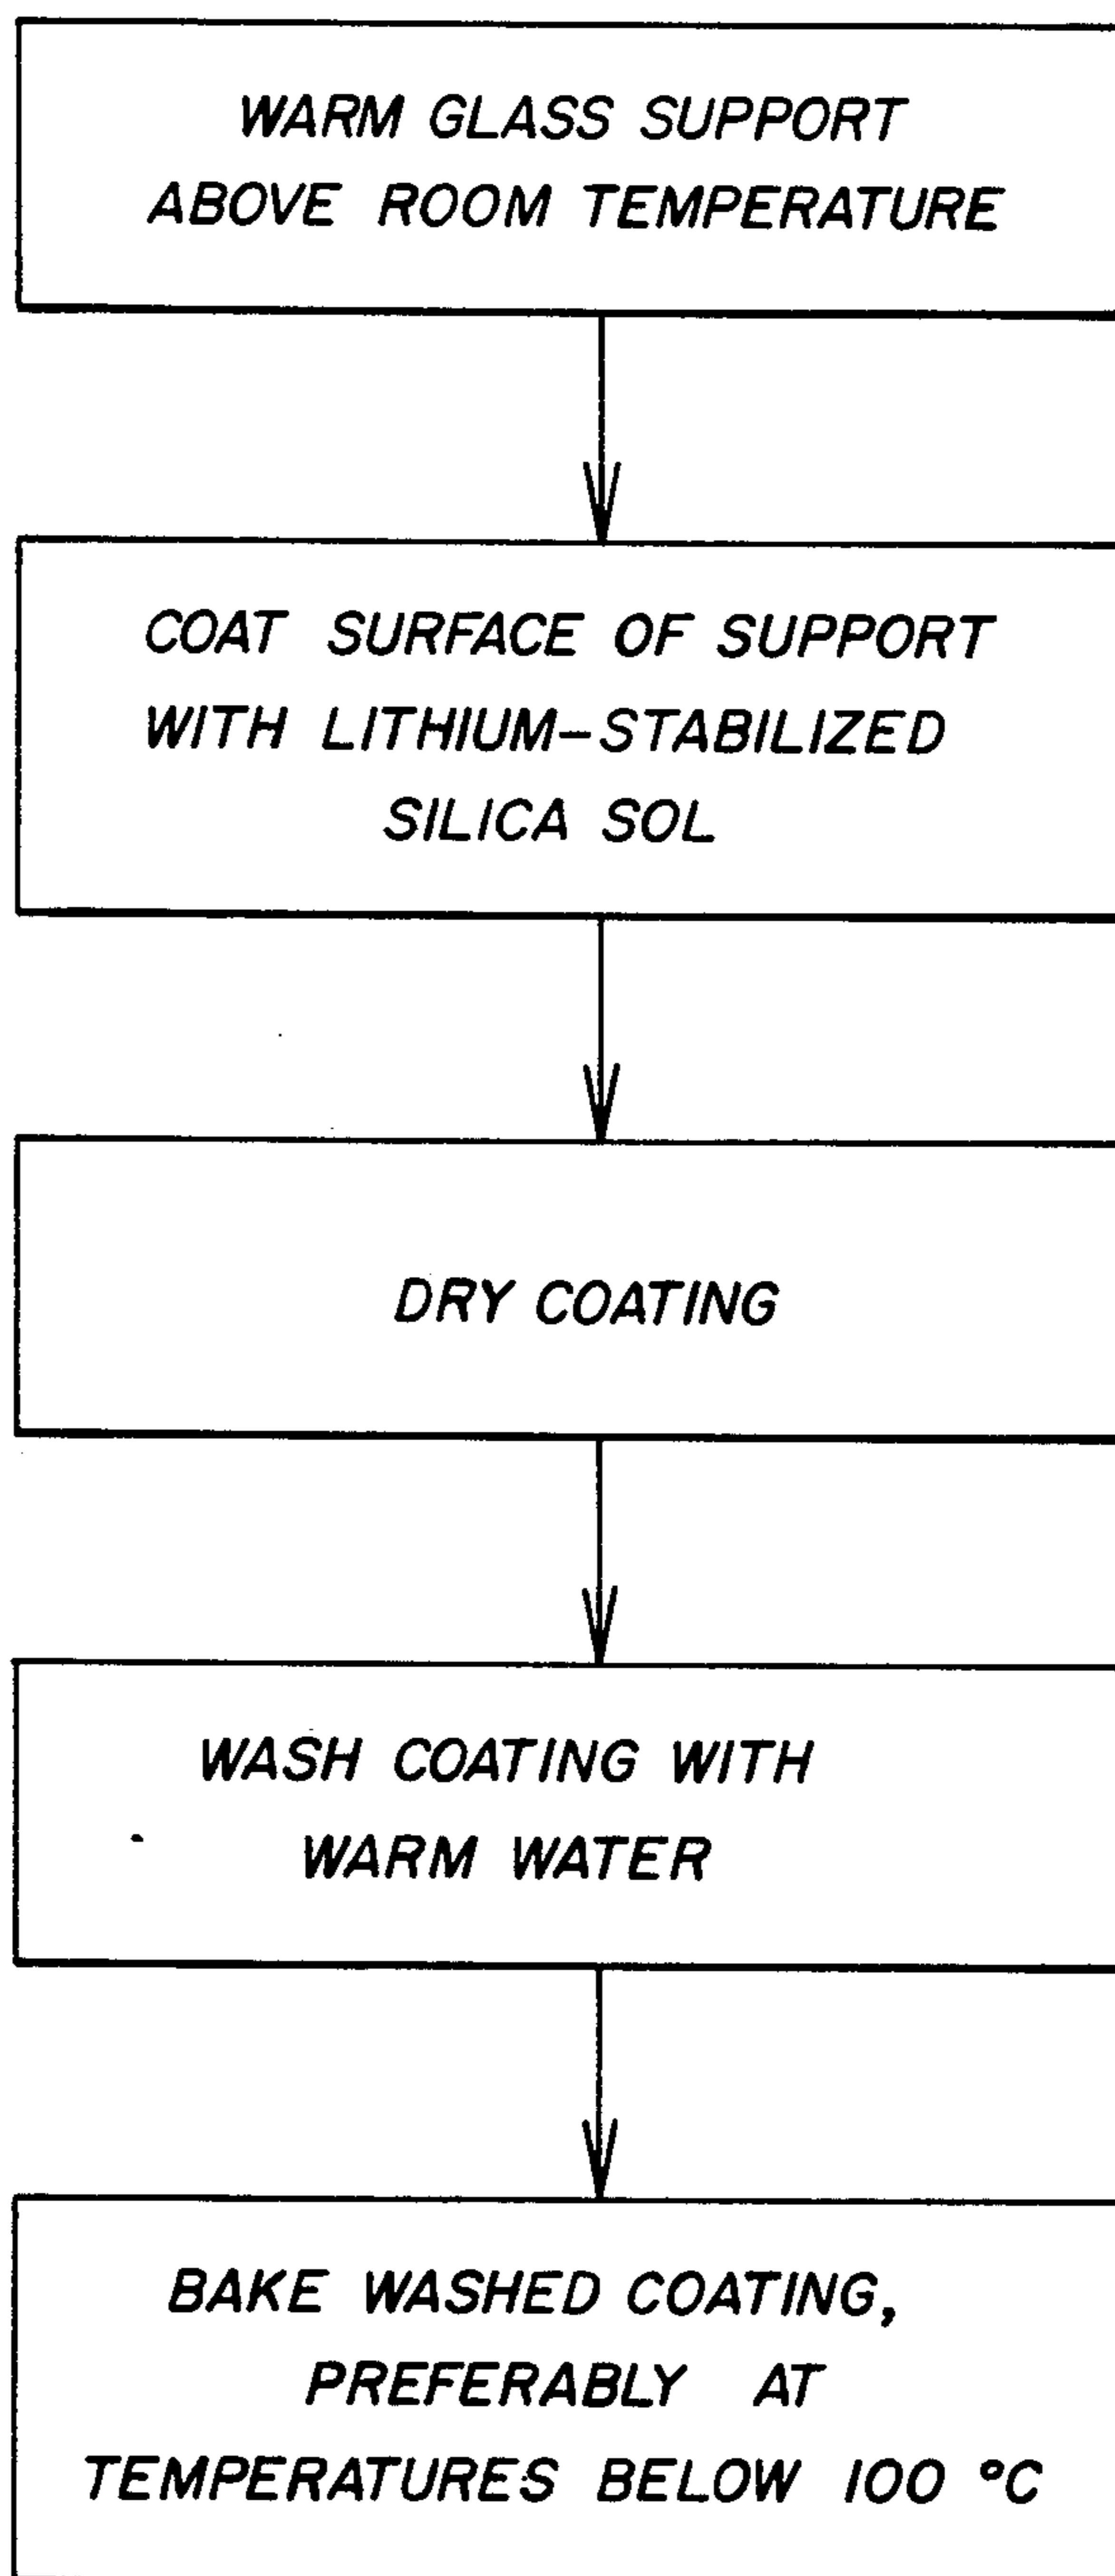 WARM GLASS SUPPORT
ABOVE ROOM TEMPERATURE
COAT SURFACE OF SUPPORT
WITH LITHIUM-STABILIZED
SILICA SOL
DRY COATING
WASH COATING WITH
WARM WATER
BAKE WASHED COATING,
PREFERABLY AT
TEMPERATURES BELOW 100 °C